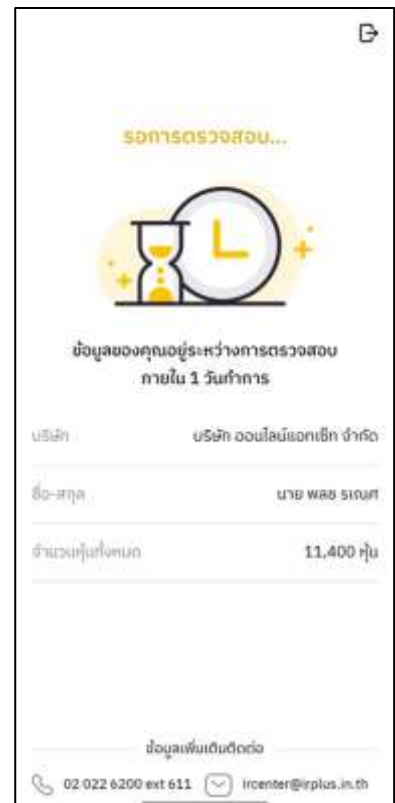 รอการตรวจสอบ...
ข้อมูลของคุณอยู่ระหว่างการตรวจสอบ
ภายใน 1 วันทำการ
บริษัท บริษัท ออนไลน์แอทเซ็ท จำกัด
ชื่อ-สกุล นาย พลช รเณศ
จำนวนหุ้นทั้งหมด 11,400 หุ้น
ข้อมูลเพิ่มเติมติดต่อ
02 022 6200 ext 611 ircenter@irplus.in.th